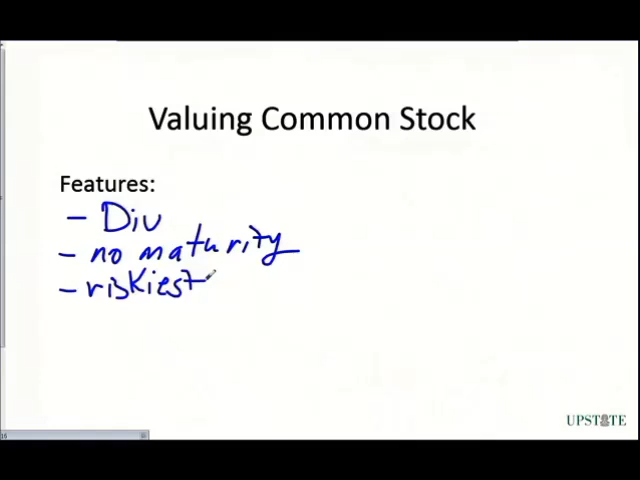 Valuing Common Stock
Features:
- Div
- no maturity
- riskiest
UPSTATE